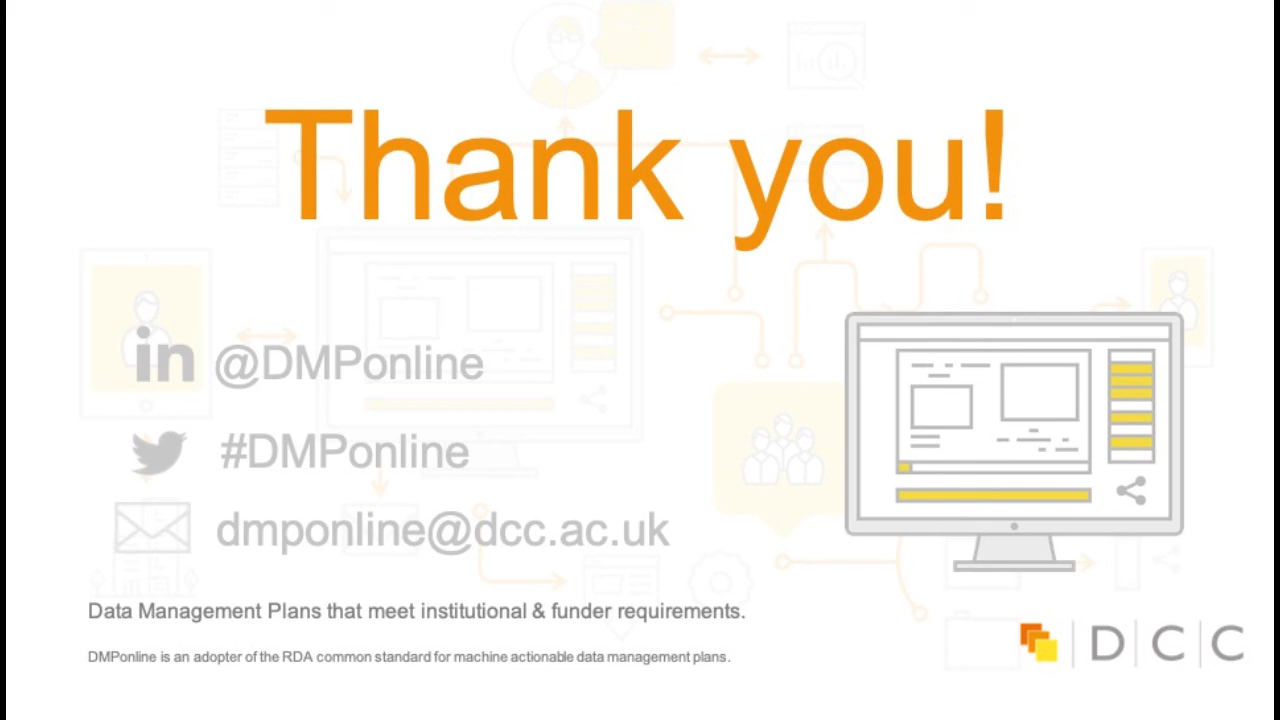 Thank you!
in @DMPonline
#DMPonline
dmponline@dcc.ac.uk
Data Management Plans that meet institutional & funder requirements.
DMPonline is an adopter of the RDA common standard for machine actionable data management plans.
DCC